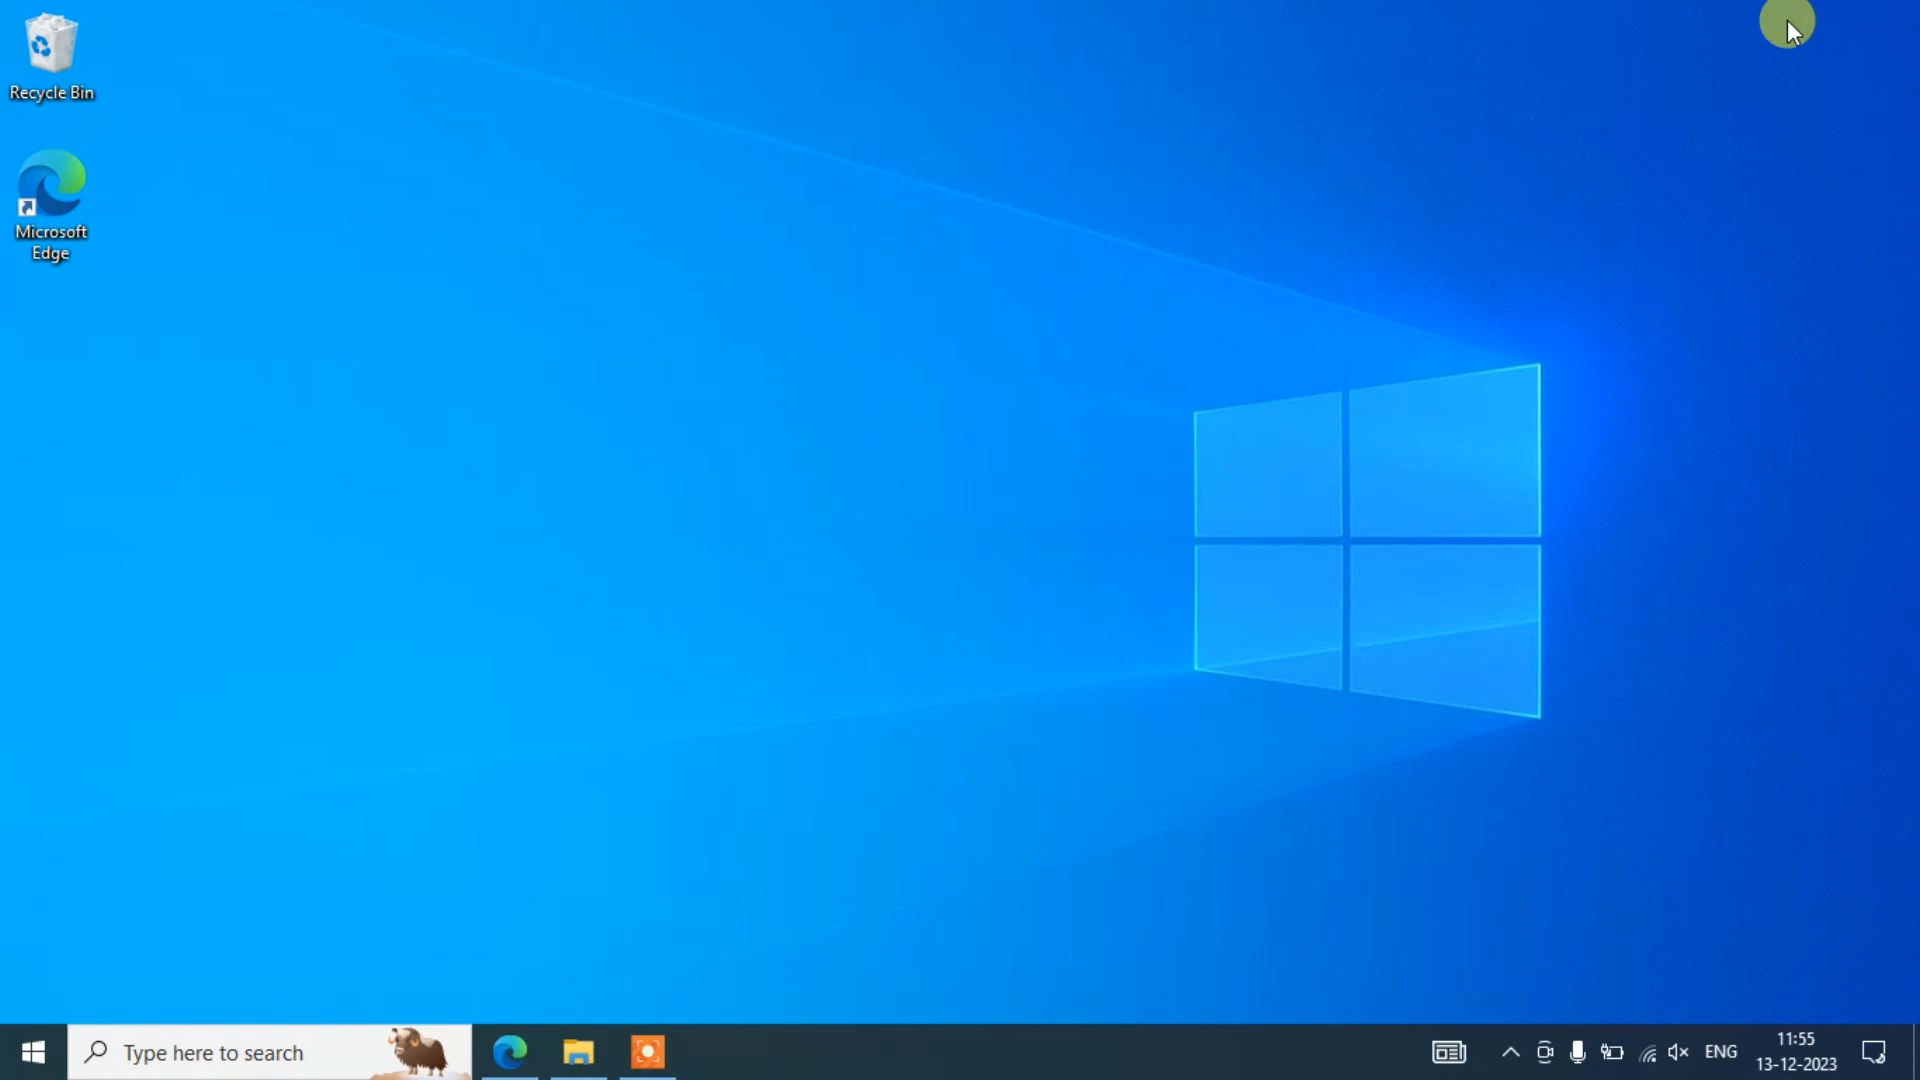 Recycle Bin
Microsoft
Edge
Type here to search
ENG
11:55
13-12-2023